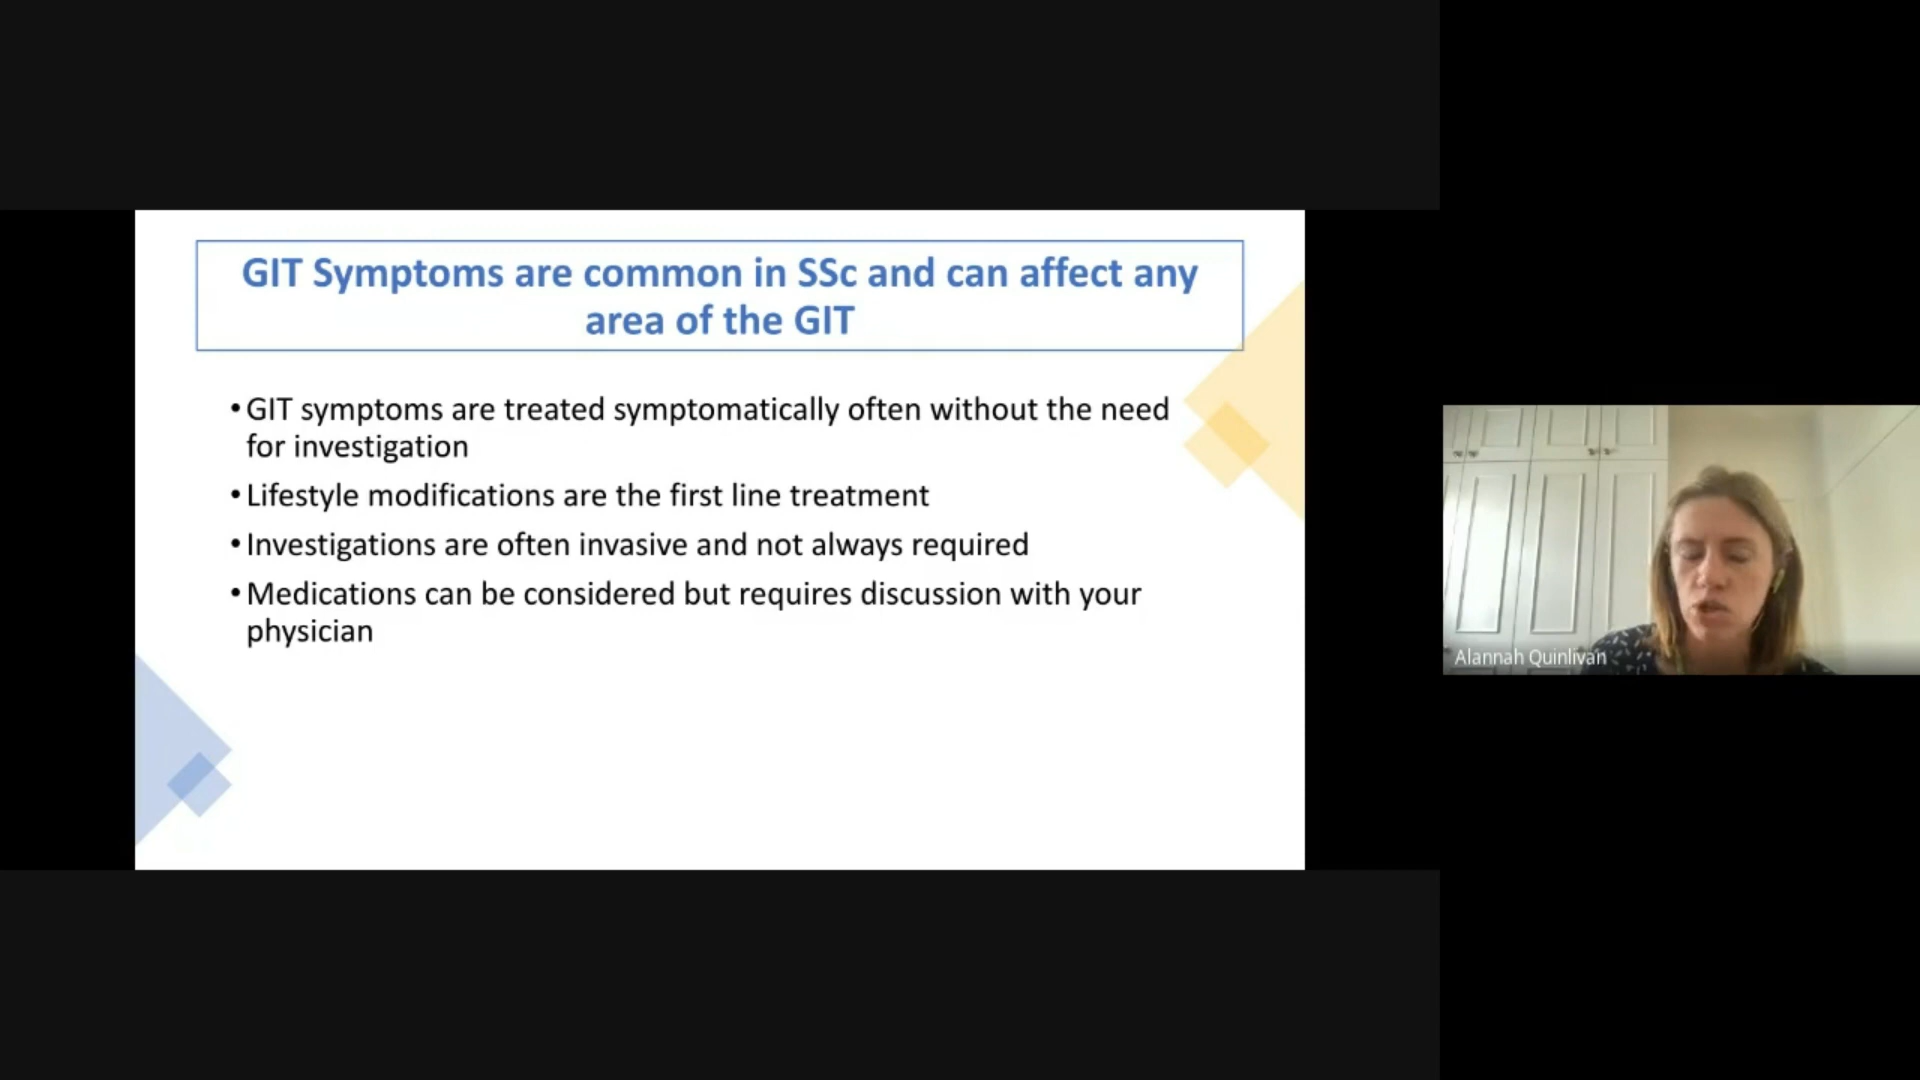 GIT Symptoms are common in SSc and can affect any
area of the GIT
•GIT symptoms are treated symptomatically often without the need
for investigation
•Lifestyle modifications are the first line treatment
•Investigations are often invasive and not always required
•Medications can be considered but requires discussion with your
physician
Alannah Quinlivan